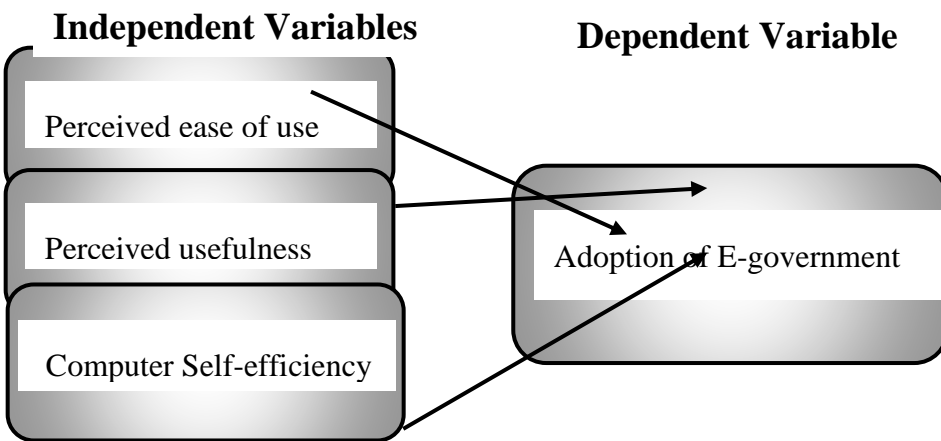 Independent Variables
Dependent Variable
Perceived ease of use
Perceived usefulness
Adoption of E-government
Computer Self-efficiency